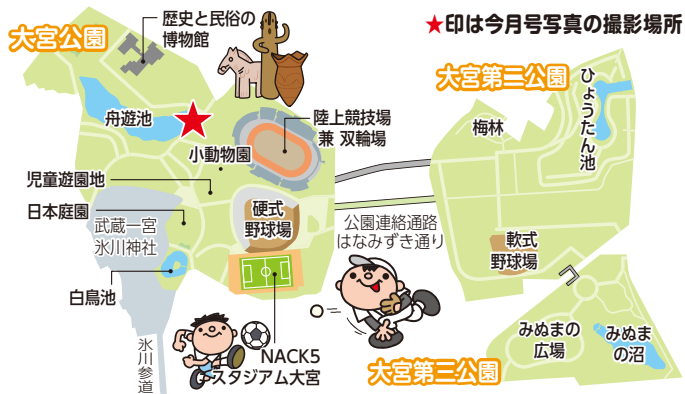 ★印は今月号写真の撮影場所
大宮公園
歴史と民俗の
博物館
舟遊池
小動物園
陸上競技場
兼 双輪場
児童遊園地
日本庭園
武蔵一宮
氷川神社
白鳥池
氷川参道
硬式
野球場
NACK5
スタジアム大宮
公園連絡通路
はなみずき通り
大宮第二公園
ひょうたん池
梅林
軟式
野球場
大宮第三公園
みぬまの
広場
みぬま
の沼